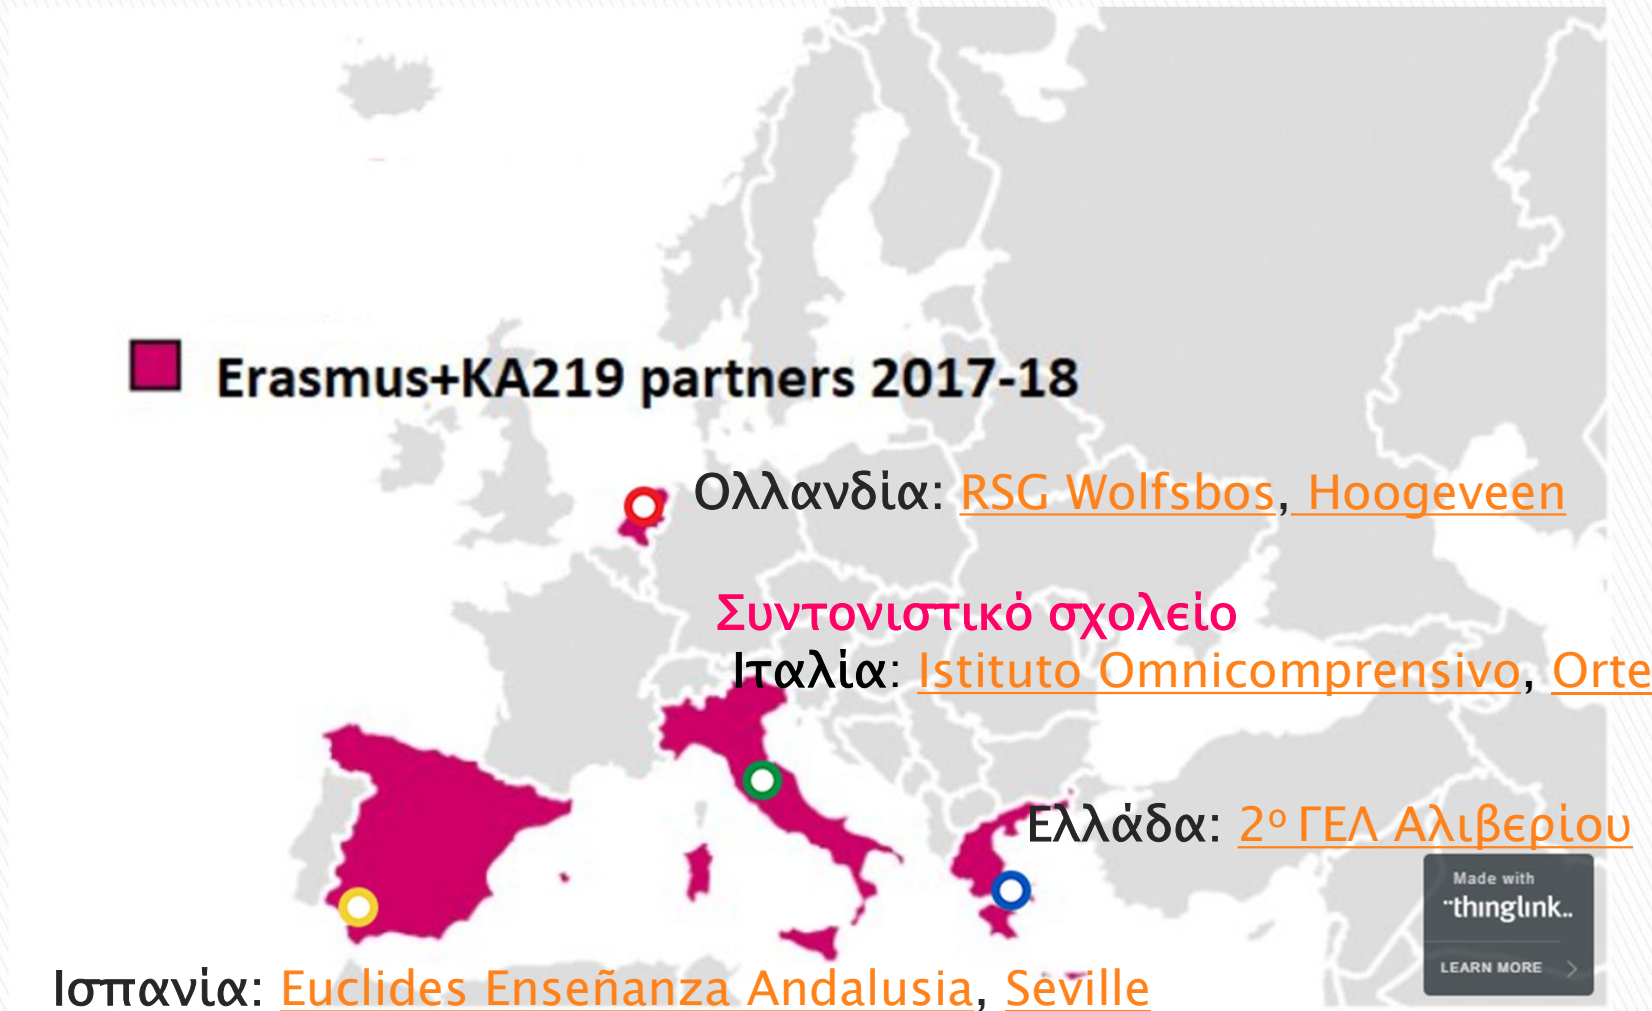 Erasmus+KA219 partners 2017-18
Ολλανδία: RSG Wolfsbos, Hoogeveen
Συντονιστικό σχολείο
Ιταλία: Istituto Omnicomprensivo, Orte
Ελλάδα: 2ο ΓΕΛ Αλιβερίου
Made with
¨thınglınk..
LEARN MORE
Ισπανία: Euclides Enseñanza Andalusia, Seville